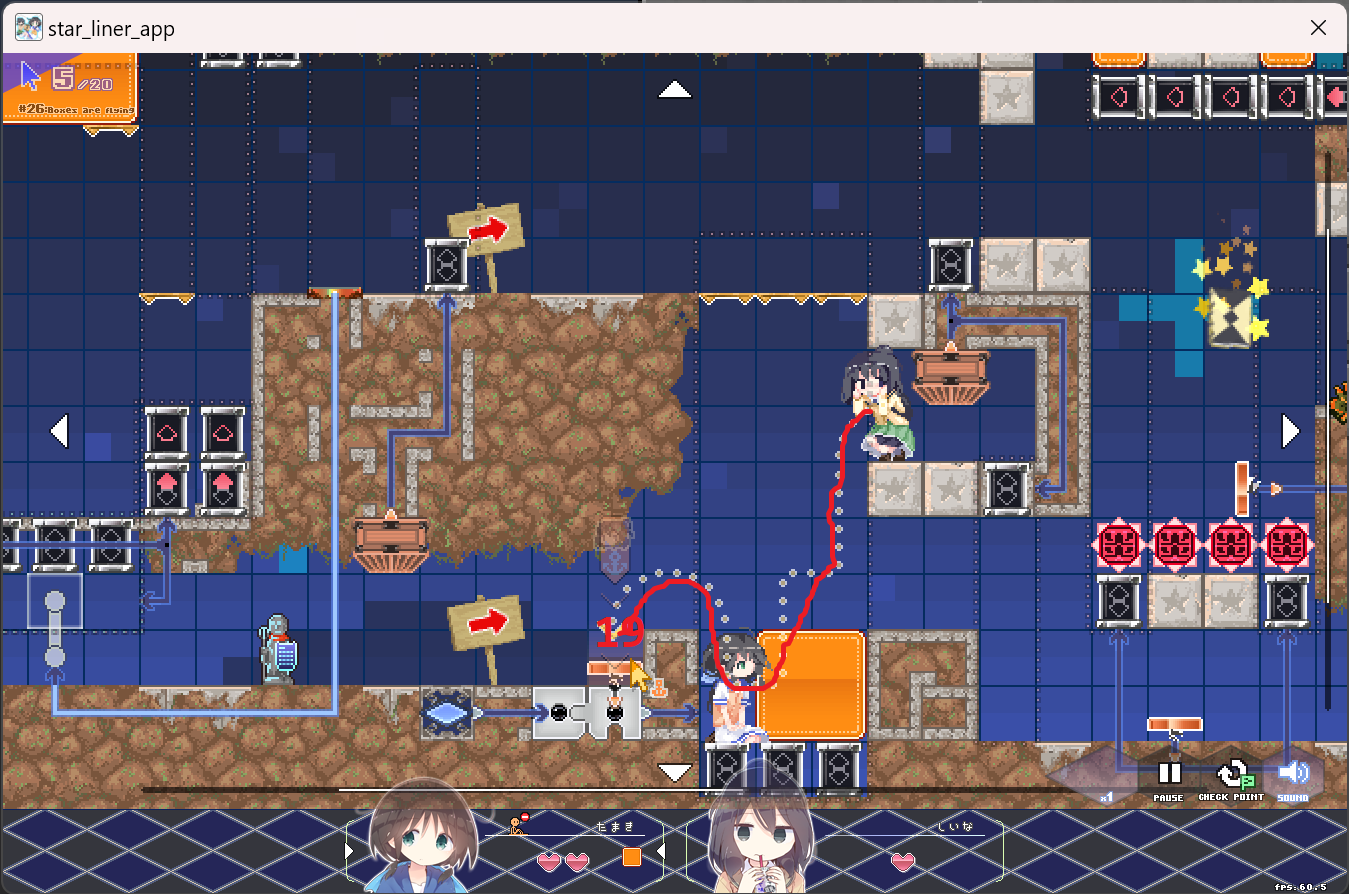 star_liner_app
5/20
#26:Boxes are flying
19
x1
PAUSE
CHECK POINT
SOUND
たまき
しいな
fps:60.5